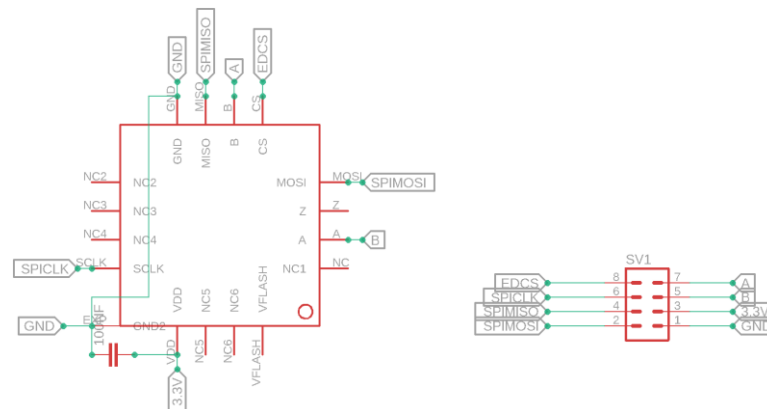 GND
SPIMISO
A
EDCS
GND
MISO
B
CS
GND
MISO
B
CS
NC2
NC2
MOSI
MOSI
SPIMOSI
NC3
NC3
Z
Z
NC4
NC4
A
A
B
SPICLK
SCLK
SCLK
NC1
NC
VDD
NC5
NC6
VFLASH
GND
GND2
VDD
NC5
NC6
VFLASH
3.3V
SV1
EDCS
8
7
A
SPICLK
6
5
B
SPIMISO
4
3
3.3V
SPIMOSI
2
1
GND